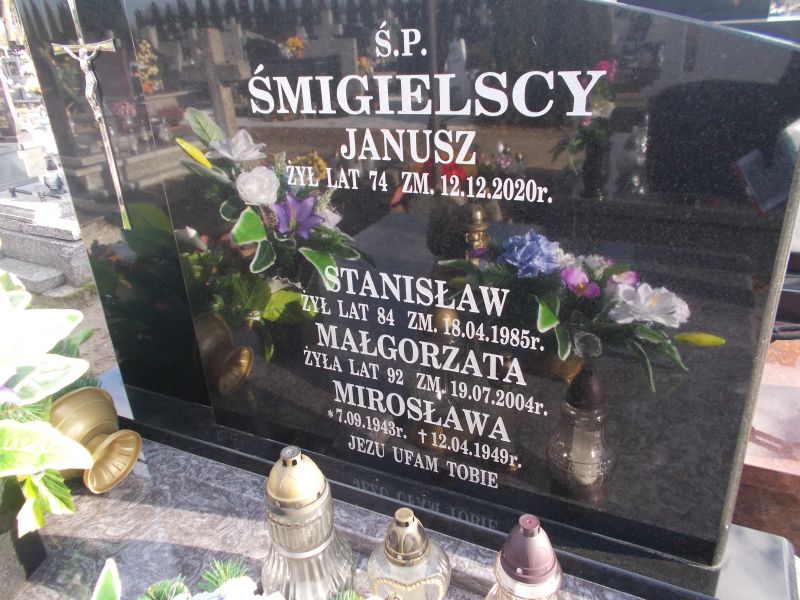 Ś.P.
ŚMIGIELSCY
JANUSZ
ŻYŁ LAT 74 ZM. 12.12.2020r.
STANISŁAW
ŻYŁ LAT 84 ZM. 18.04.1985r.
MAŁGORZATA
ŻYŁA LAT 92 ZM. 19.07.2004r.
MIROSŁAWA
*7.09.1943r. †12.04.1949r.
JEZU UFAM TOBIE